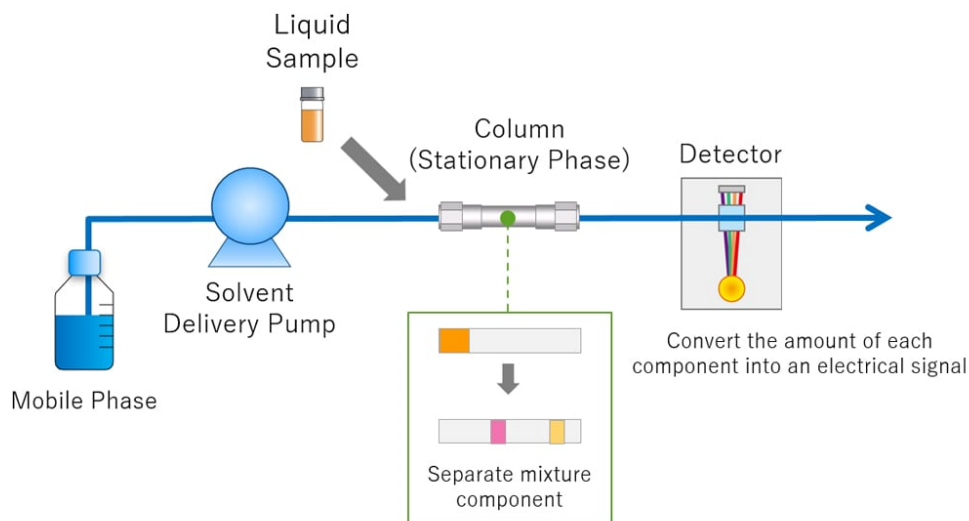 Liquid
Sample
Column
(Stationary Phase)
Detector
Solvent
Delivery Pump
Mobile Phase
Convert the amount of each
component into an electrical signal
Separate mixture
component